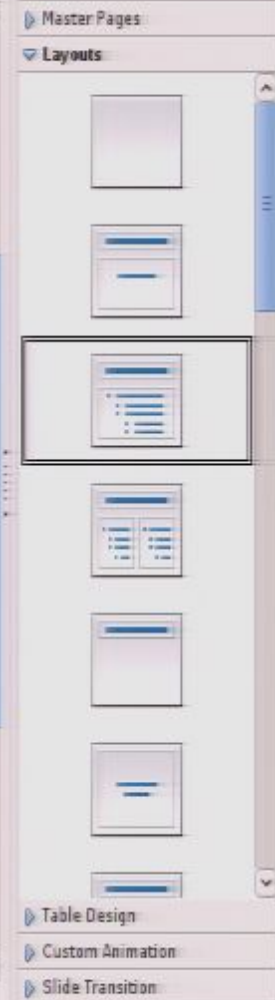 Master Pages
Layouts
Table Design
Custom Animation
Slide Transition